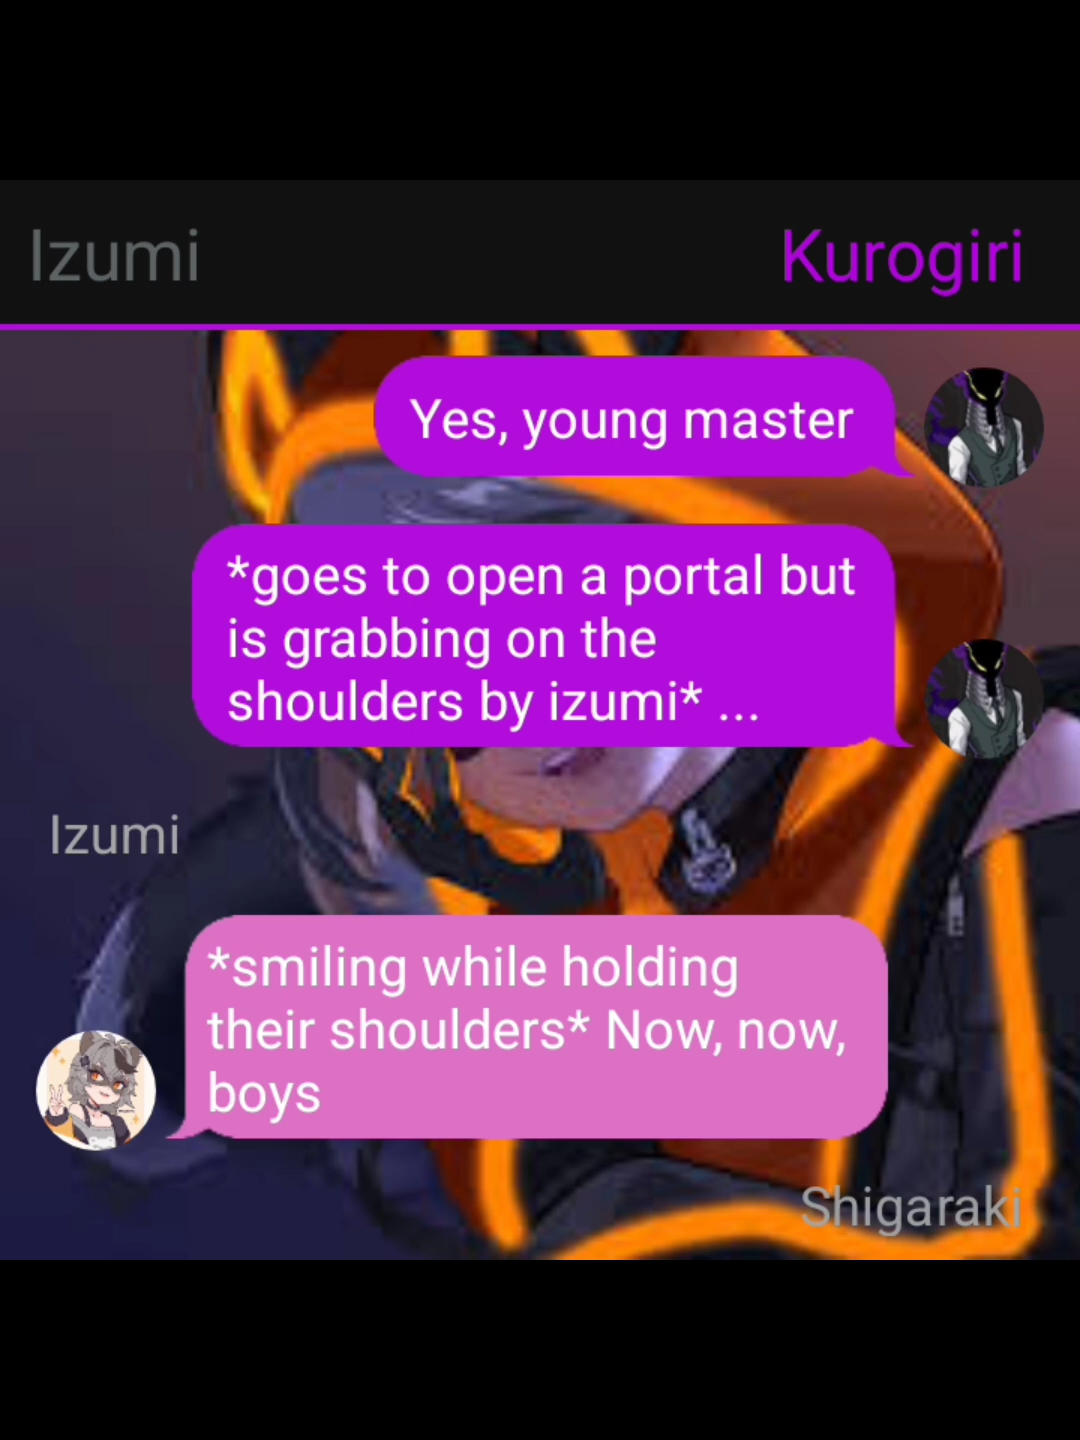 Izumi Kurogiri
Yes, young master
*goes to open a portal but
is grabbing on the
shoulders by izumi* ...
Izumi
*smiling while holding
their shoulders* Now, now,
boys
Shigaraki